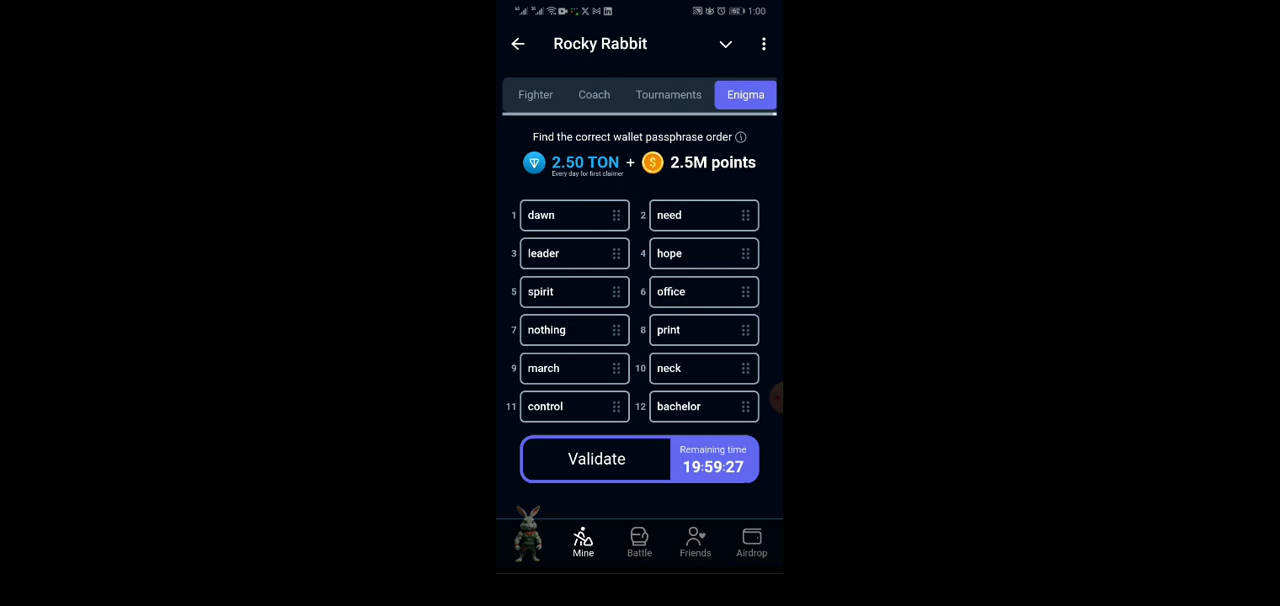 1:00
Rocky Rabbit
Fighter Coach Tournaments Enigma
Find the correct wallet passphrase order
2.50 TON + 2.5M points
Every day for first claimer
1 dawn 2 need
3 leader 4 hope
5 spirit 6 office
7 nothing 8 print
9 march 10 neck
11 control 12 bachelor
Validate
Remaining time
19:59:27
Mine Battle Friends Airdrop